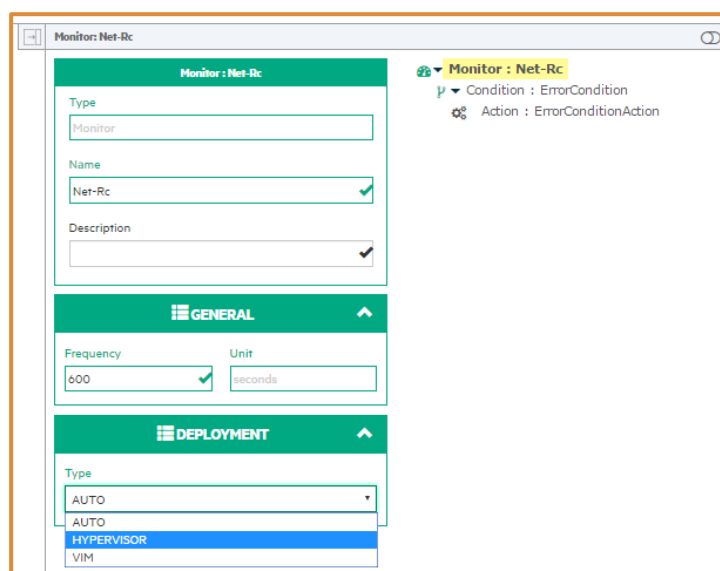 Monitor: Net-Rc
Monitor : Net-Rc
Type
Monitor
Name
Net-Rc
Description
GENERAL
Frequency
Unit
600
seconds
DEPLOYMENT
Type
AUTO
AUTO
HYPERVISOR
VIM
Monitor : Net-Rc
Condition : ErrorCondition
Action : ErrorConditionAction